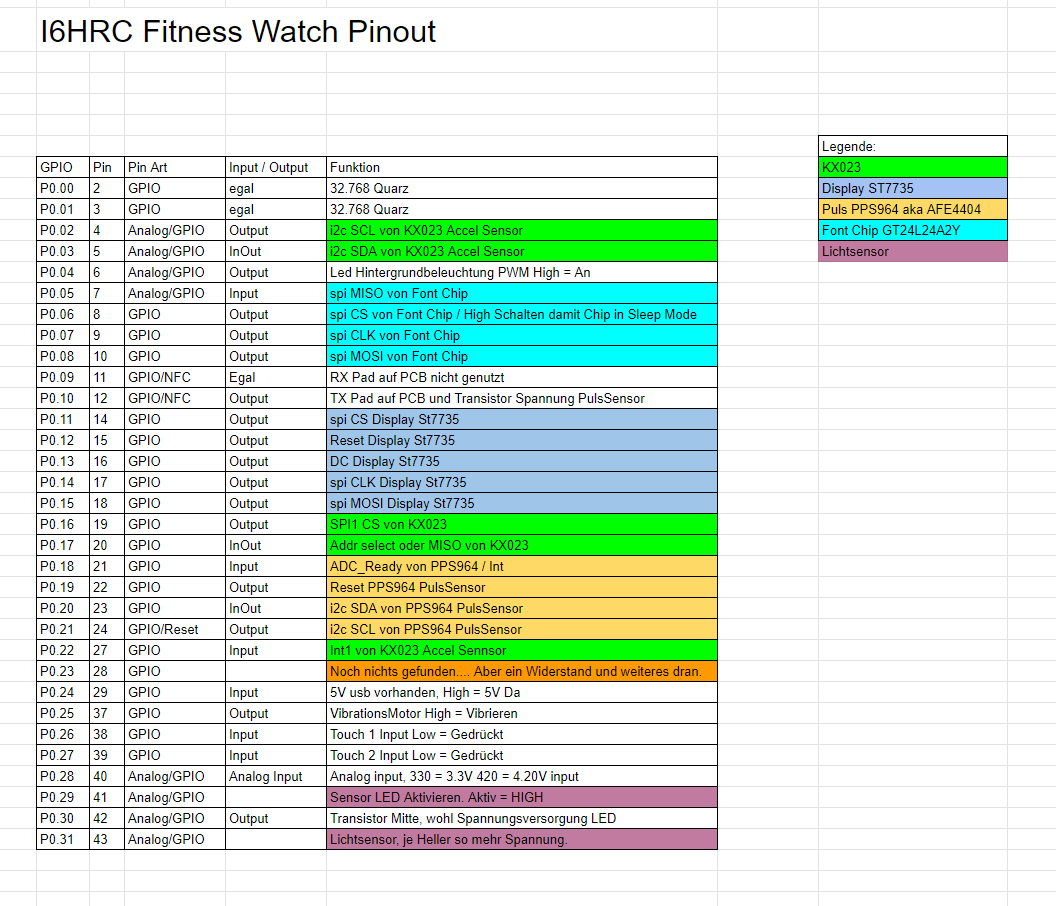 I6HRC Fitness Watch Pinout
Legende:
GPIO Pin Pin Art Input / Output Funktion KX023
P0.00 2 GPIO egal 32.768 Quarz Display ST7735
P0.01 3 GPIO egal 32.768 Quarz Puls PPS964 aka AFE4404
P0.02 4 Analog/GPIO Output i2c SCL von KX023 Accel Sensor Font Chip GT24L24A2Y
P0.03 5 Analog/GPIO InOut i2c SDA von KX023 Accel Sensor Lichtsensor
P0.04 6 Analog/GPIO Output Led Hintergrundbeleuchtung PWM High = An
P0.05 7 Analog/GPIO Input spi MISO von Font Chip
P0.06 8 GPIO Output spi CS von Font Chip / High Schalten damit Chip in Sleep Mode
P0.07 9 GPIO Output spi CLK von Font Chip
P0.08 10 GPIO Output spi MOSI von Font Chip
P0.09 11 GPIO/NFC Egal RX Pad auf PCB nicht genutzt
P0.10 12 GPIO/NFC Output TX Pad auf PCB und Transistor Spannung PulsSensor
P0.11 14 GPIO Output spi CS Display St7735
P0.12 15 GPIO Output Reset Display St7735
P0.13 16 GPIO Output DC Display St7735
P0.14 17 GPIO Output spi CLK Display St7735
P0.15 18 GPIO Output spi MOSI Display St7735
P0.16 19 GPIO Output SPI1 CS von KX023
P0.17 20 GPIO InOut Addr select oder MISO von KX023
P0.18 21 GPIO Input ADC_Ready von PPS964 / Int
P0.19 22 GPIO Output Reset PPS964 PulsSensor
P0.20 23 GPIO InOut i2c SDA von PPS964 PulsSensor
P0.21 24 GPIO/Reset Output i2c SCL von PPS964 PulsSensor
P0.22 27 GPIO Input Int1 von KX023 Accel Sennsor
P0.23 28 GPIO Noch nichts gefunden.... Aber ein Widerstand und weiteres dran.
P0.24 29 GPIO Input 5V usb vorhanden, High = 5V Da
P0.25 37 GPIO Output VibrationsMotor High = Vibrieren
P0.26 38 GPIO Input Touch 1 Input Low = Gedrückt
P0.27 39 GPIO Input Touch 2 Input Low = Gedrückt
P0.28 40 Analog/GPIO Analog Input Analog input, 330 = 3.3V 420 = 4.20V input
P0.29 41 Analog/GPIO Sensor LED Aktivieren. Aktiv = HIGH
P0.30 42 Analog/GPIO Output Transistor Mitte, wohl Spannungsversorgung LED
P0.31 43 Analog/GPIO Lichtsensor, je Heller so mehr Spannung.